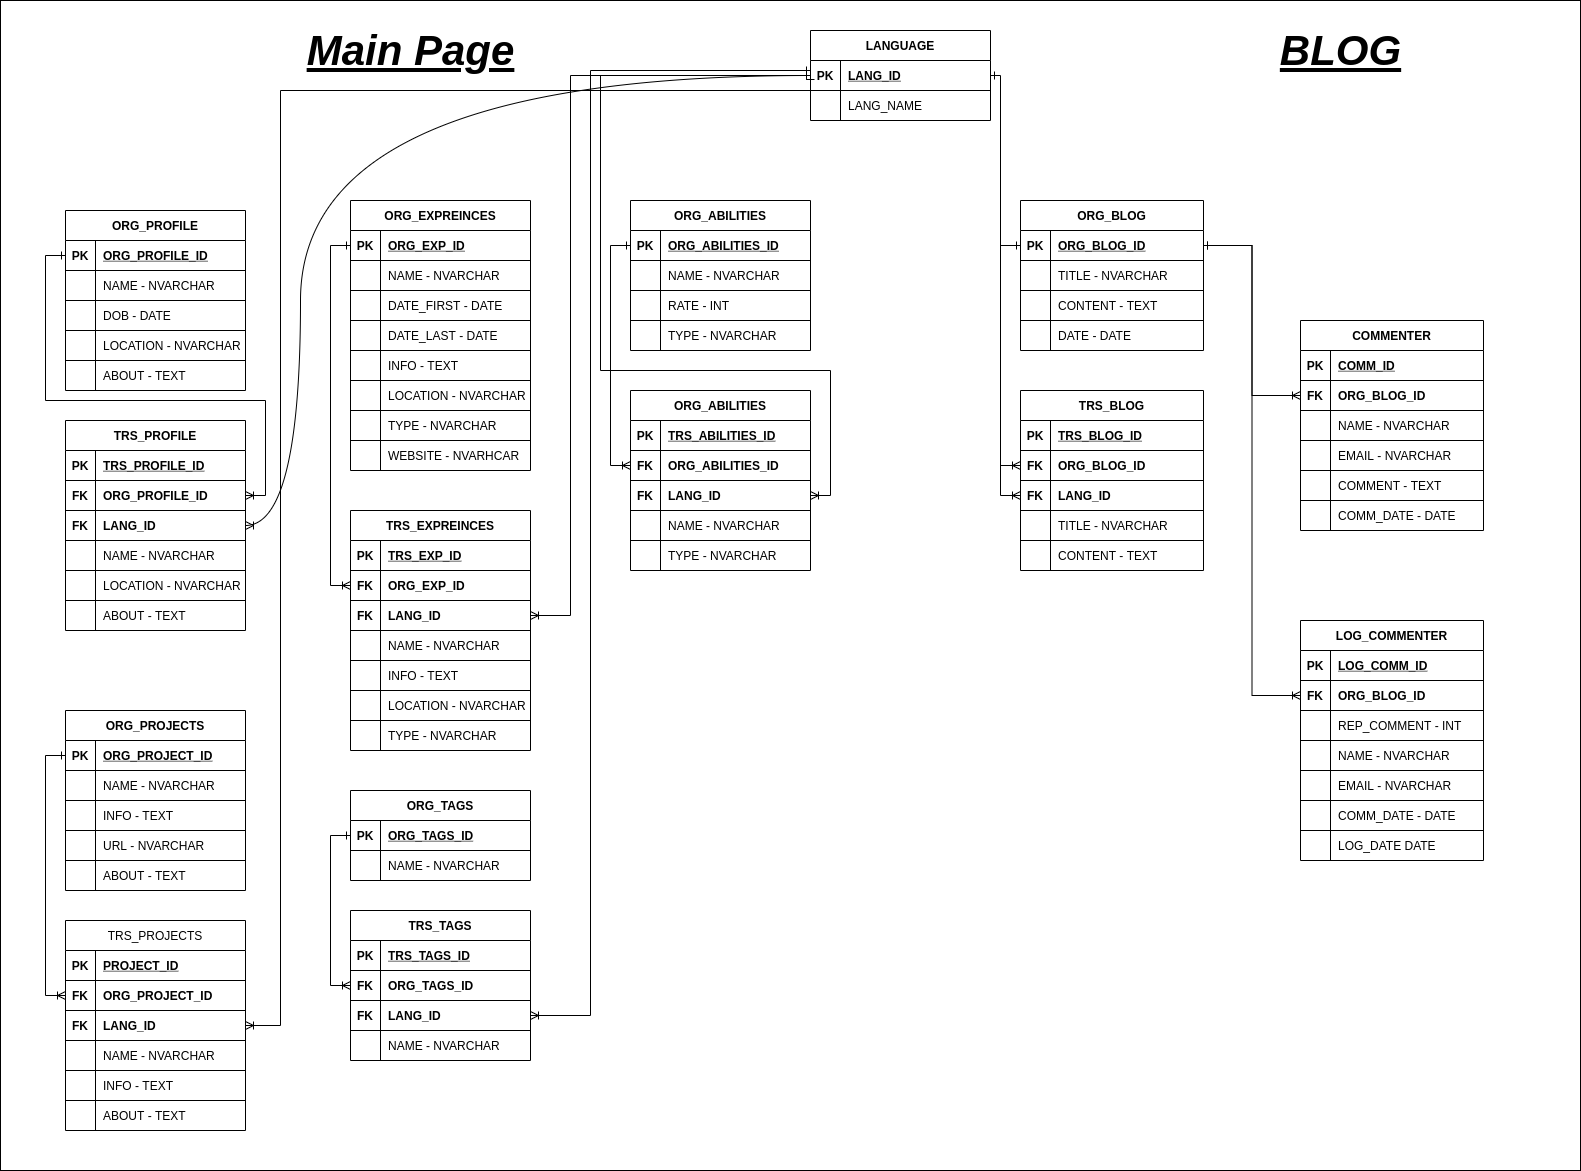 Main Page
BLOG
LANGUAGE
PK LANG_ID
LANG_NAME
ORG_PROFILE
PK ORG_PROFILE_ID
NAME - NVARCHAR
DOB - DATE
LOCATION - NVARCHAR
ABOUT - TEXT
TRS_PROFILE
PK TRS_PROFILE_ID
FK ORG_PROFILE_ID
FK LANG_ID
NAME - NVARCHAR
LOCATION - NVARCHAR
ABOUT - TEXT
ORG_PROJECTS
PK ORG_PROJECT_ID
NAME - NVARCHAR
INFO - TEXT
URL - NVARCHAR
ABOUT - TEXT
TRS_PROJECTS
PK PROJECT_ID
FK ORG_PROJECT_ID
FK LANG_ID
NAME - NVARCHAR
INFO - TEXT
ABOUT - TEXT
ORG_EXPREINCES
PK ORG_EXP_ID
NAME - NVARCHAR
DATE_FIRST - DATE
DATE_LAST - DATE
INFO - TEXT
LOCATION - NVARCHAR
TYPE - NVARCHAR
WEBSITE - NVARHCAR
TRS_EXPREINCES
PK TRS_EXP_ID
FK ORG_EXP_ID
FK LANG_ID
NAME - NVARCHAR
INFO - TEXT
LOCATION - NVARCHAR
TYPE - NVARCHAR
ORG_TAGS
PK ORG_TAGS_ID
NAME - NVARCHAR
TRS_TAGS
PK TRS_TAGS_ID
FK ORG_TAGS_ID
FK LANG_ID
NAME - NVARCHAR
ORG_ABILITIES
PK ORG_ABILITIES_ID
NAME - NVARCHAR
RATE - INT
TYPE - NVARCHAR
ORG_ABILITIES
PK TRS_ABILITIES_ID
FK ORG_ABILITIES_ID
FK LANG_ID
NAME - NVARCHAR
TYPE - NVARCHAR
ORG_BLOG
PK ORG_BLOG_ID
TITLE - NVARCHAR
CONTENT - TEXT
DATE - DATE
TRS_BLOG
PK TRS_BLOG_ID
FK ORG_BLOG_ID
FK LANG_ID
TITLE - NVARCHAR
CONTENT - TEXT
COMMENTER
PK COMM_ID
FK ORG_BLOG_ID
NAME - NVARCHAR
EMAIL - NVARCHAR
COMMENT - TEXT
COMM_DATE - DATE
LOG_COMMENTER
PK LOG_COMM_ID
FK ORG_BLOG_ID
REP_COMMENT - INT
NAME - NVARCHAR
EMAIL - NVARCHAR
COMM_DATE - DATE
LOG_DATE DATE